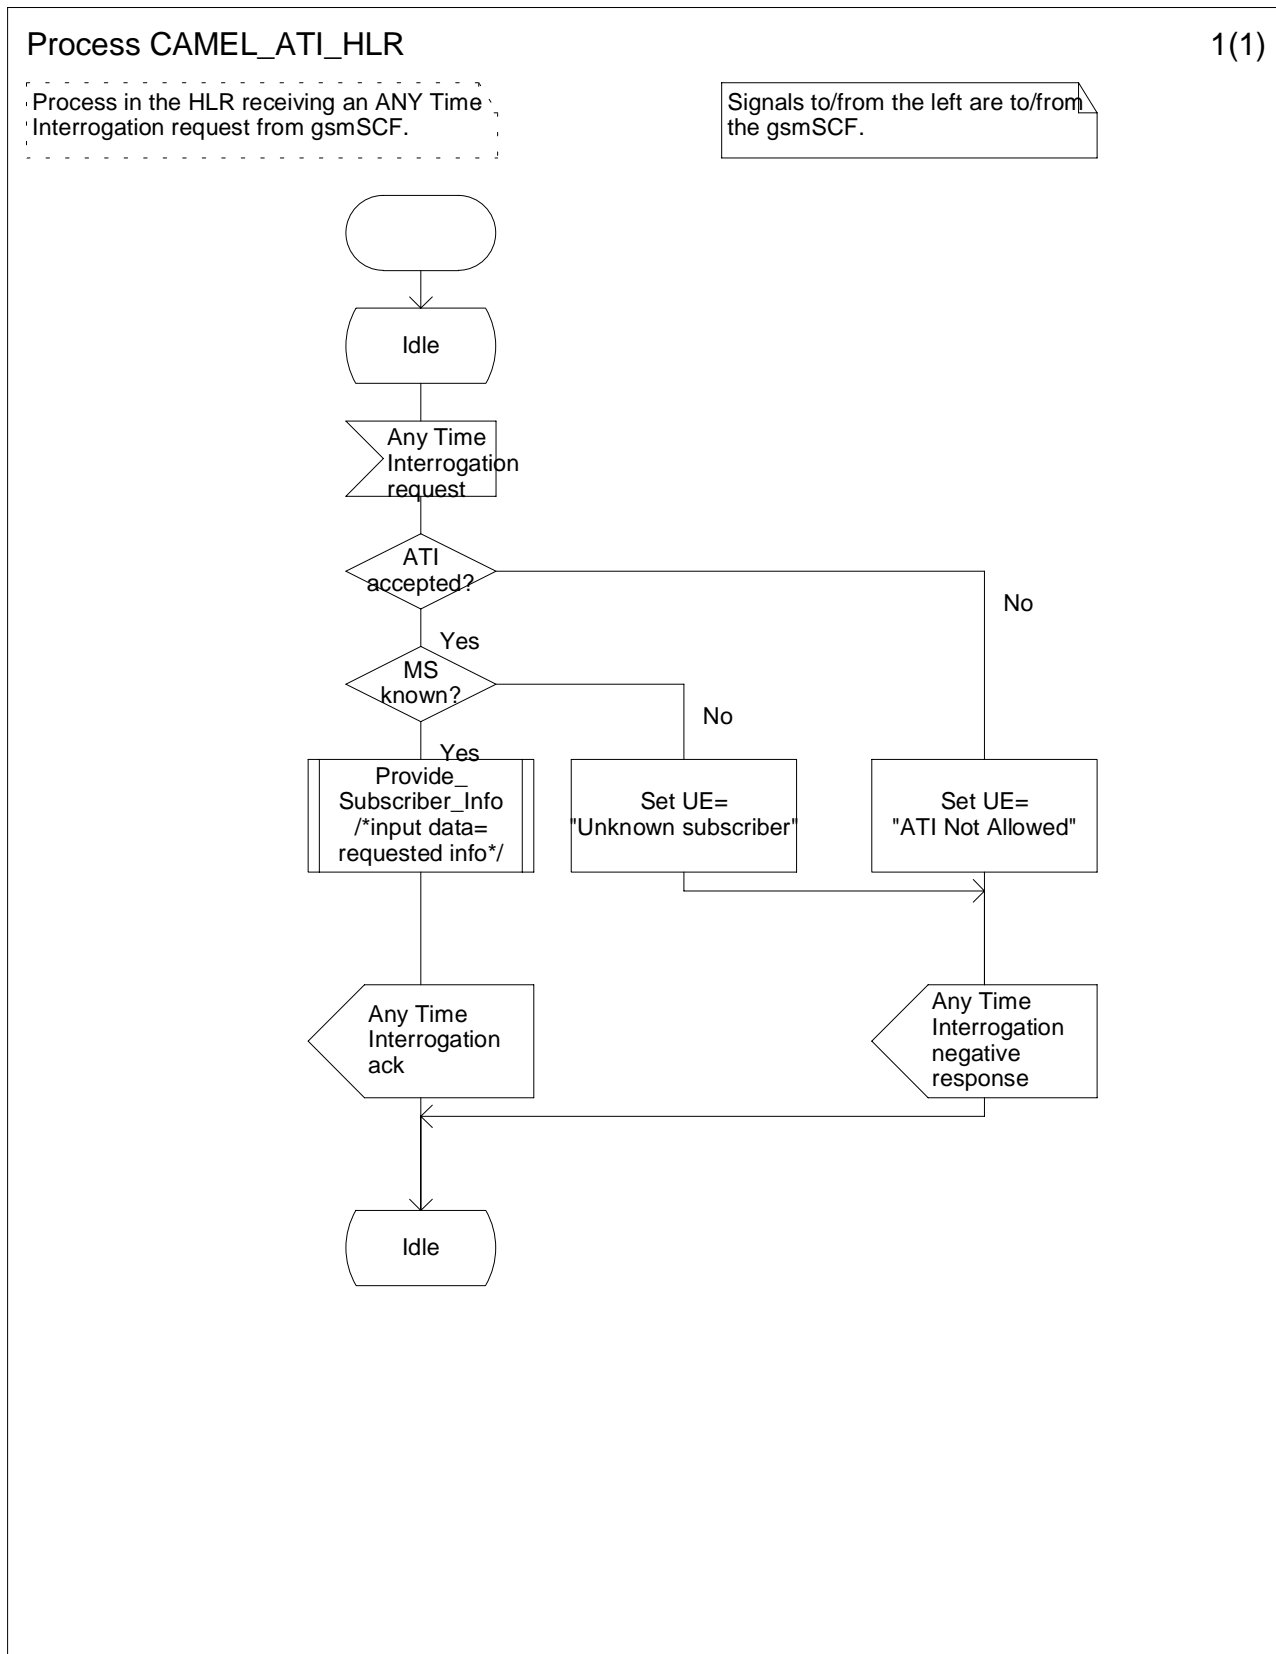 Process CAMEL_ATI_HLR
1(1)
Process in the HLR receiving an ANY Time
Interrogation request from gsmSCF.
Signals to/from the left are to/from
the gsmSCF.
Idle
Any Time
Interrogation
request
ATI
accepted?
No
Yes
MS
known?
No
Yes
Provide_
Subscriber_Info
/*input data=
requested info*/
Set UE=
"Unknown subscriber"
Set UE=
"ATI Not Allowed"
Any Time
Interrogation
ack
Any Time
Interrogation
negative
response
Idle